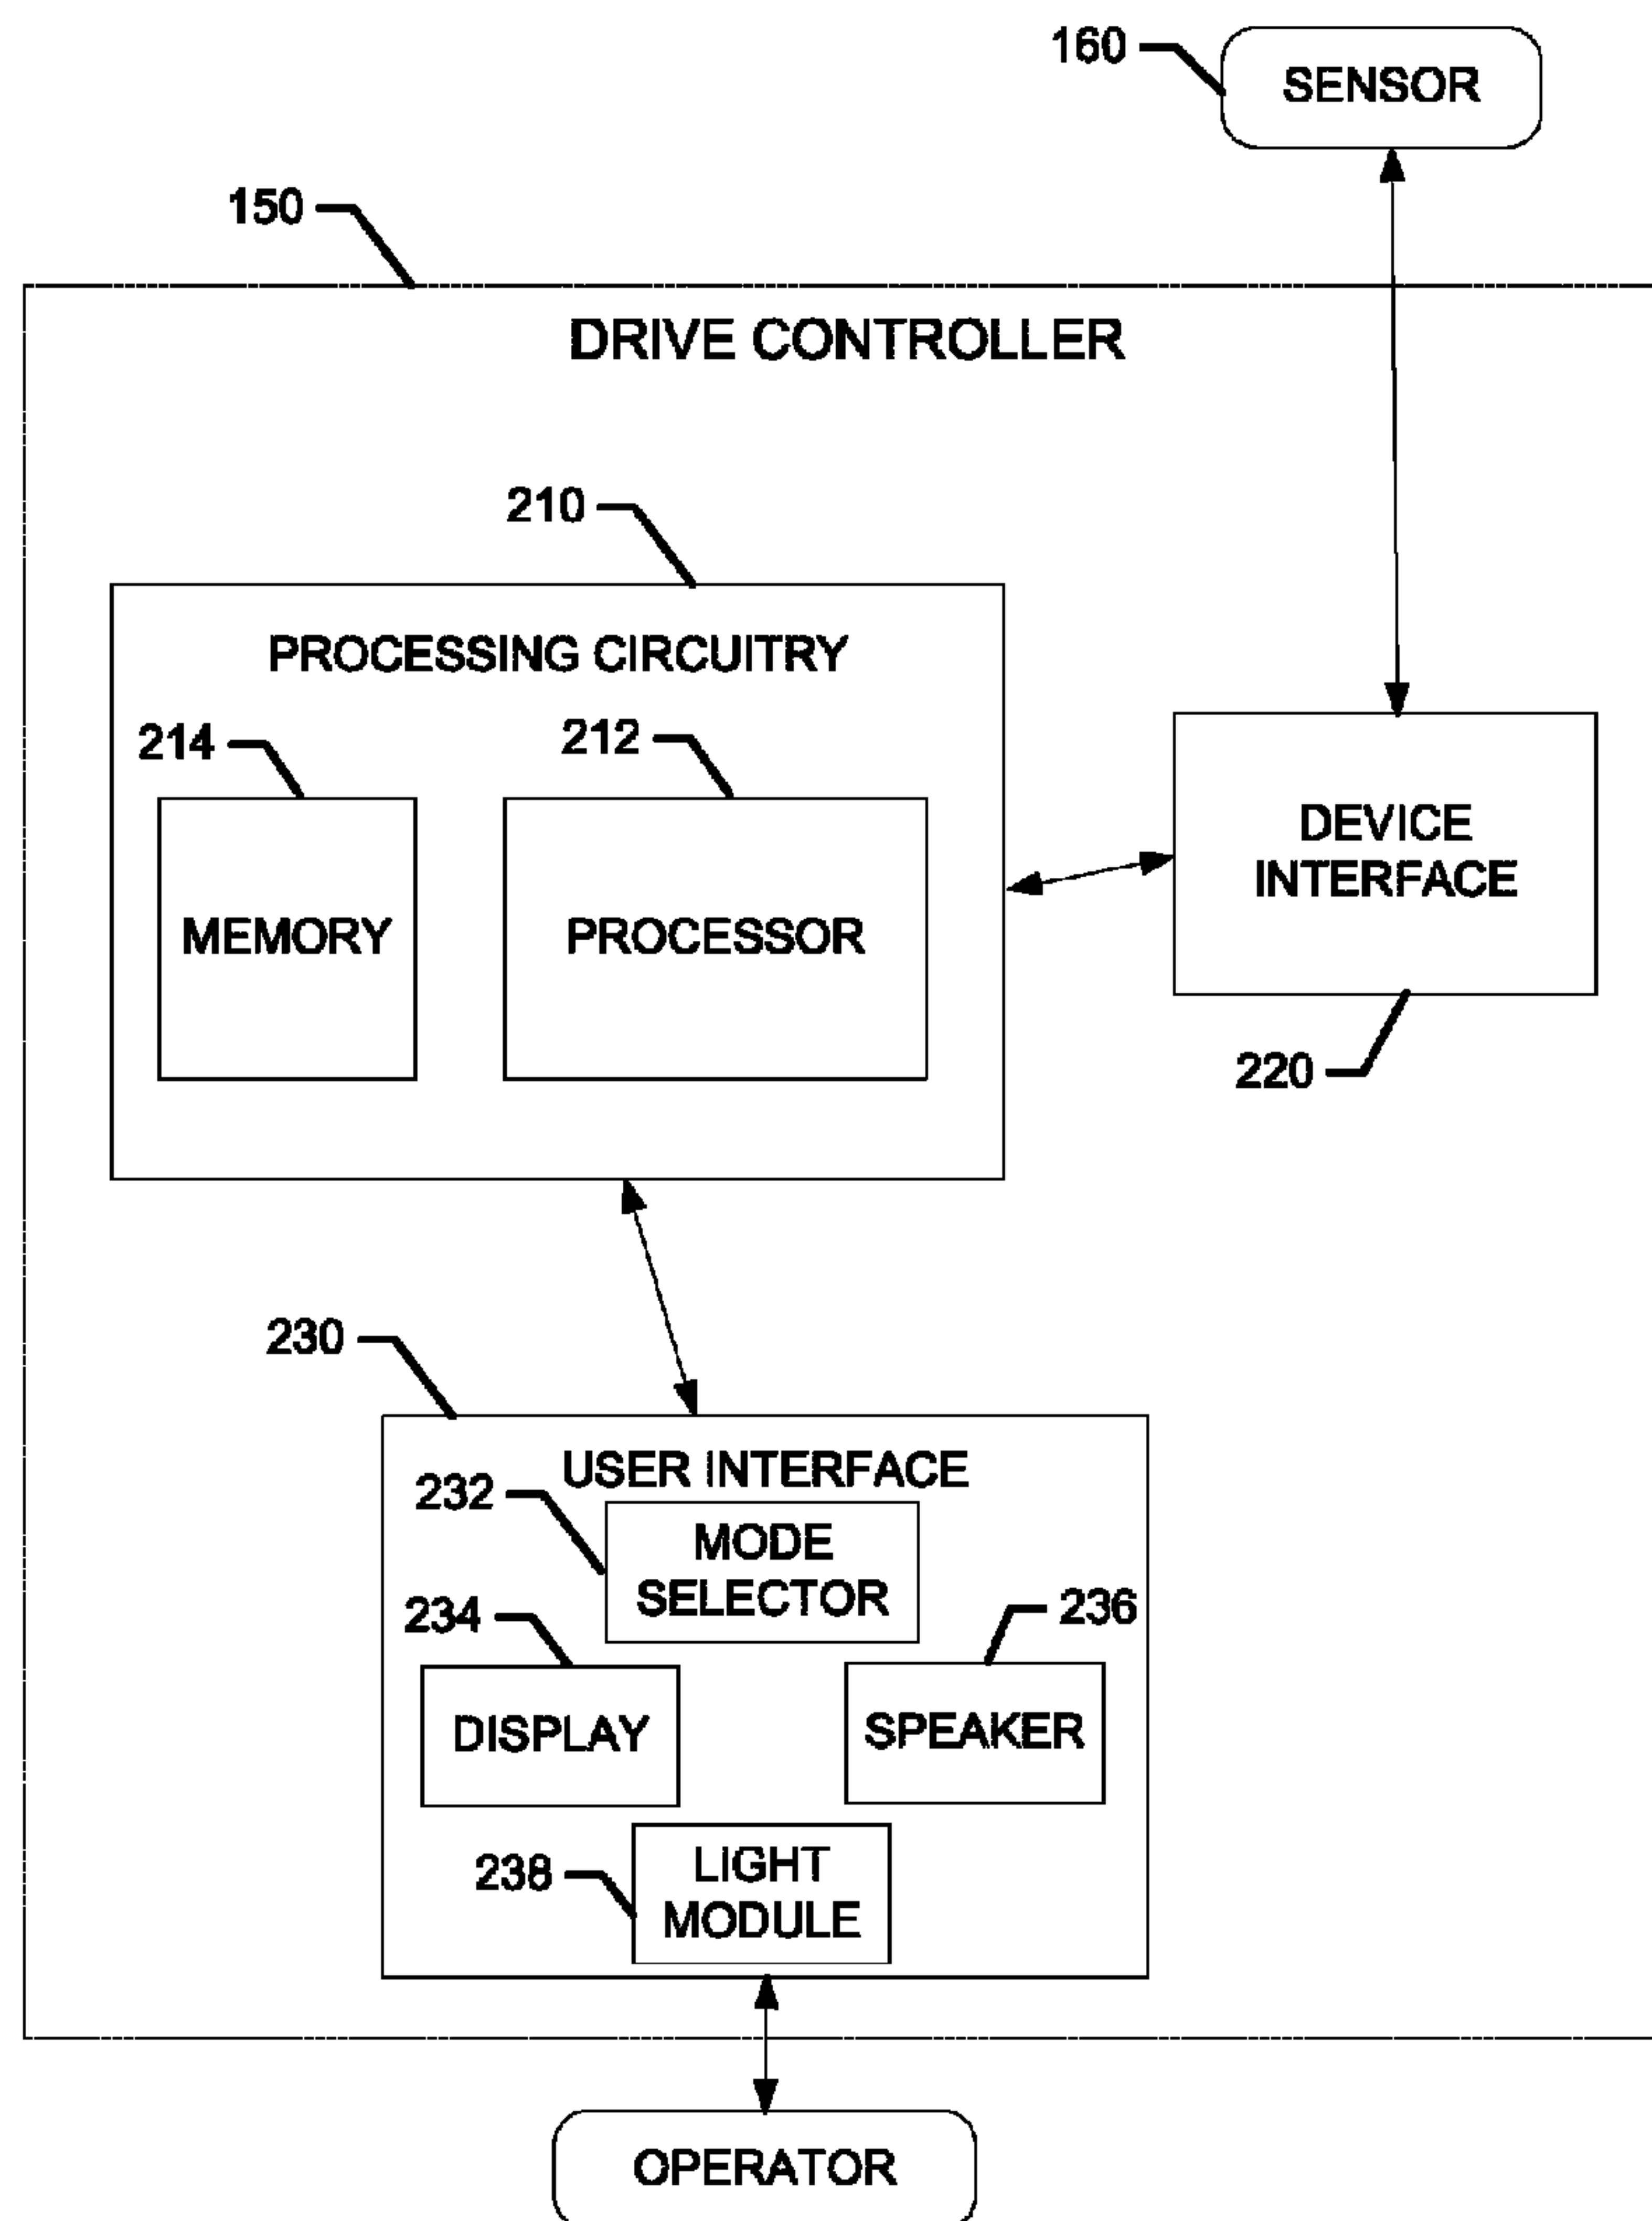 160
SENSOR
150
DRIVE CONTROLLER
210
PROCESSING CIRCUITRY
214
212
MEMORY
PROCESSOR
DEVICE
INTERFACE
220
230
USER INTERFACE
232
MODE
SELECTOR
234
236
DISPLAY
SPEAKER
238
LIGHT
MODULE
OPERATOR